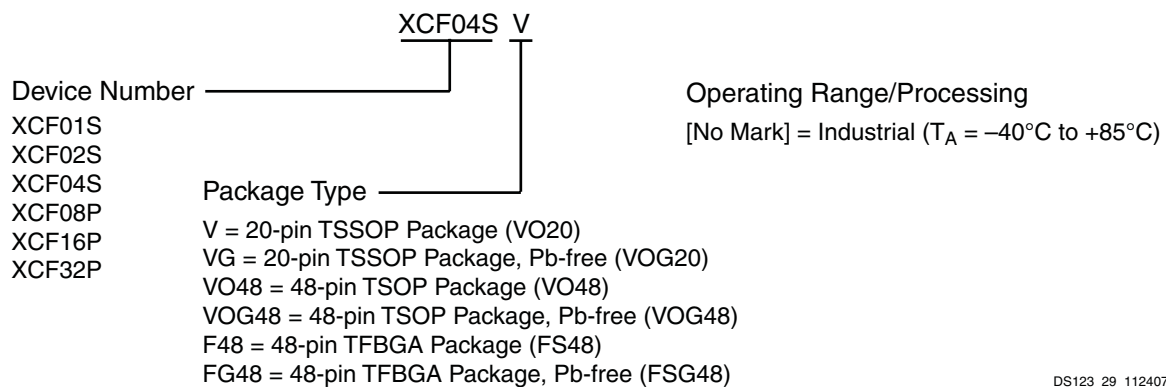 XCF04S V
Device Number
XCF01S
XCF02S
XCF04S
XCF08P
XCF16P
XCF32P
Package Type
V = 20-pin TSSOP Package (VO20)
VG = 20-pin TSSOP Package, Pb-free (VOG20)
VO48 = 48-pin TSOP Package (VO48)
VOG48 = 48-pin TSOP Package, Pb-free (VOG48)
F48 = 48-pin TFBGA Package (FS48)
FG48 = 48-pin TFBGA Package, Pb-free (FSG48)
Operating Range/Processing
[No Mark] = Industrial (TA = –40°C to +85°C)
DS123_29_112407